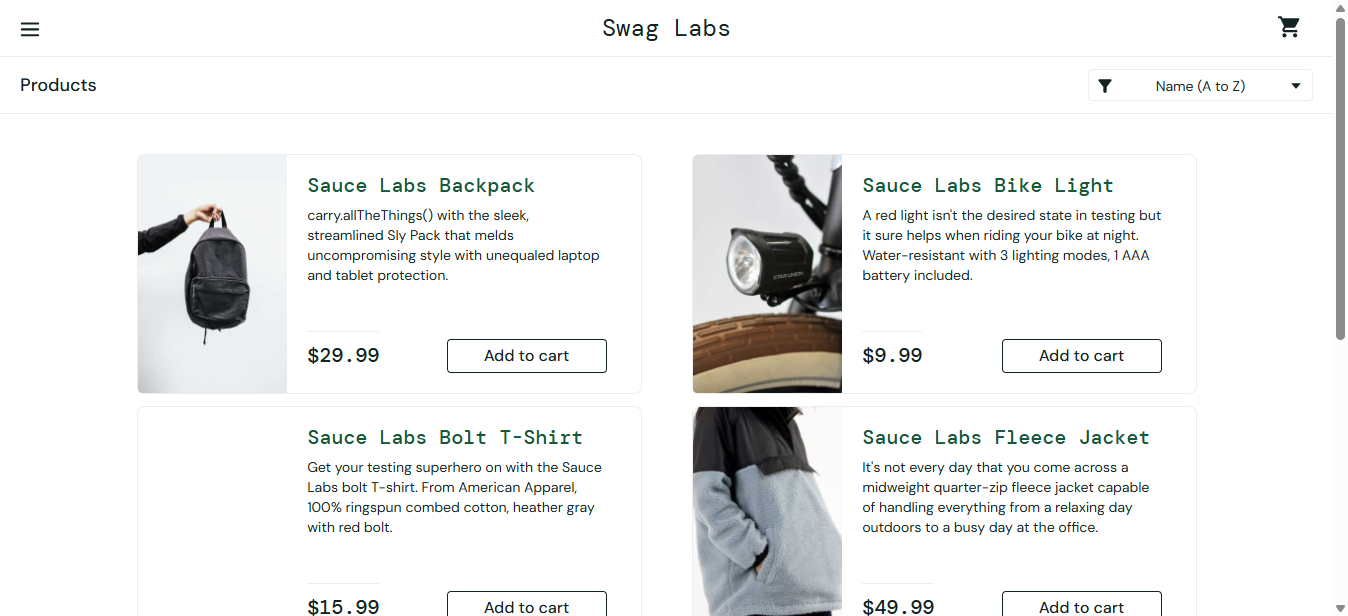 Swag Labs
Products
Name (A to Z)
Sauce Labs Backpack
carry.allTheThings() with the sleek,
streamlined Sly Pack that melds
uncompromising style with unequaled laptop
and tablet protection.
$29.99
Add to cart
Sauce Labs Bike Light
A red light isn't the desired state in testing but
it sure helps when riding your bike at night.
Water-resistant with 3 lighting modes, 1 AAA
battery included.
STAR UNION
$9.99
Add to cart
Sauce Labs Bolt T-Shirt
Get your testing superhero on with the Sauce
Labs bolt T-shirt. From American Apparel,
100% ringspun combed cotton, heather gray
with red bolt.
$15.99
Add to cart
Sauce Labs Fleece Jacket
It's not every day that you come across a
midweight quarter-zip fleece jacket capable
of handling everything from a relaxing day
outdoors to a busy day at the office.
$49.99
Add to cart